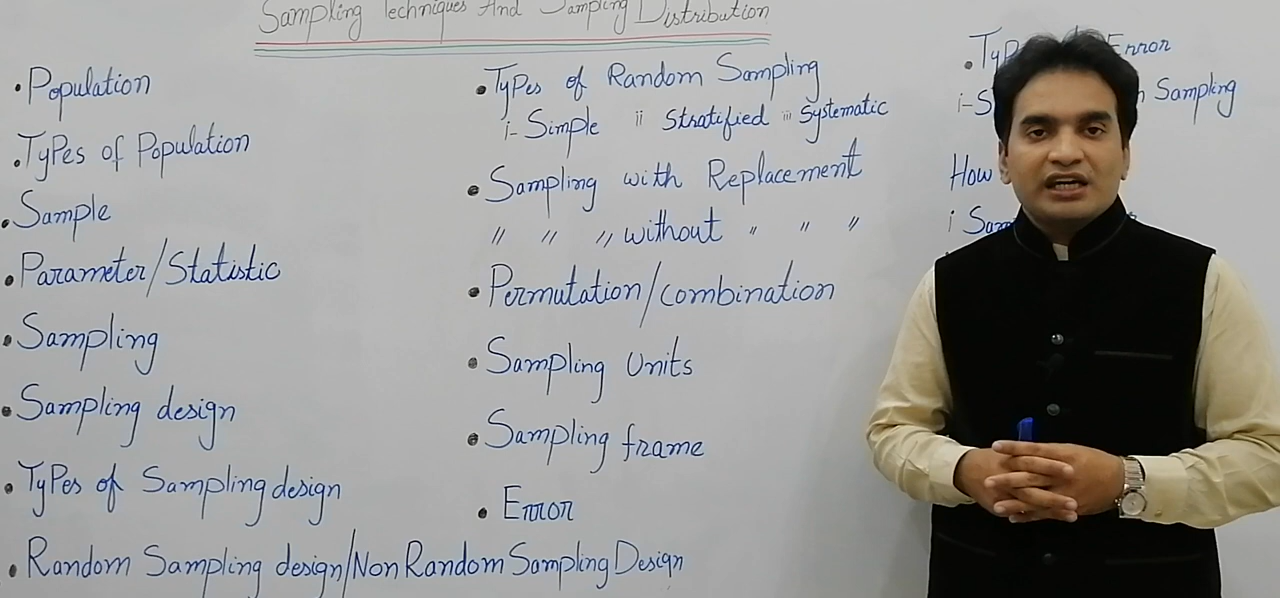 Sampling Techniques And Sampling Distribution
• Population
• Types of Population
• Sample
• Parameter/Statistic
• Sampling
• Sampling design
• Types of Sampling design
• Random Sampling design/Non Random Sampling Design
• Types of Random Sampling
i- Simple ii Stratified iii Systematic
• Sampling with Replacement
" " " without " " "
• Permutation/combination
• Sampling Units
• Sampling frame
• Error
• Error
i- Sampling
How
i